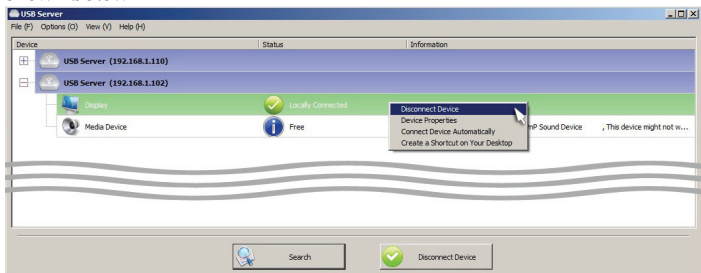 USB Server
File (F) Options (O) View (V) Help (H)
Device Status Information
USB Server (192.168.1.110)
USB Server (192.168.1.102)
Display Locally Connected
Disconnect Device
Device Properties
Media Device Free nP Sound Device , This device might not w...
Connect Device Automatically
Create a Shortcut on Your Desktop
Search Disconnect Device